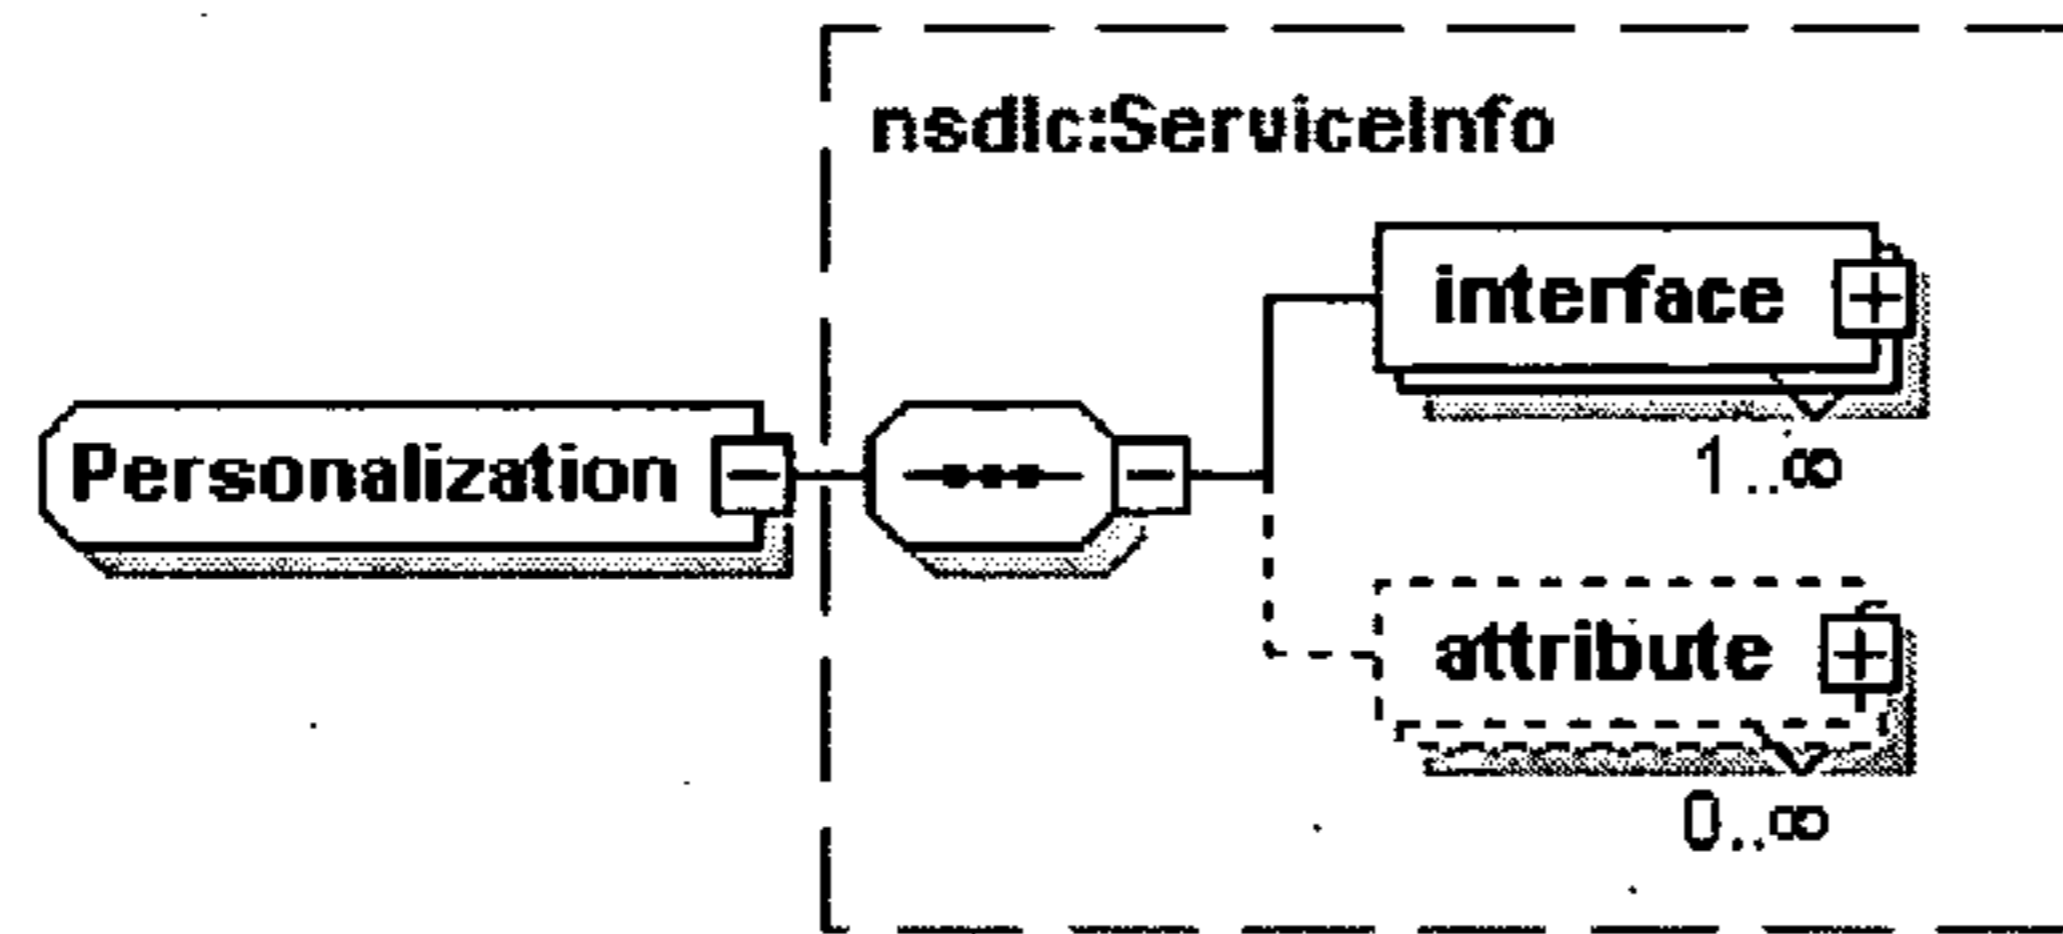 nsdlc:ServiceInfo
interface
1..∞
Personalization
attribute
0..∞